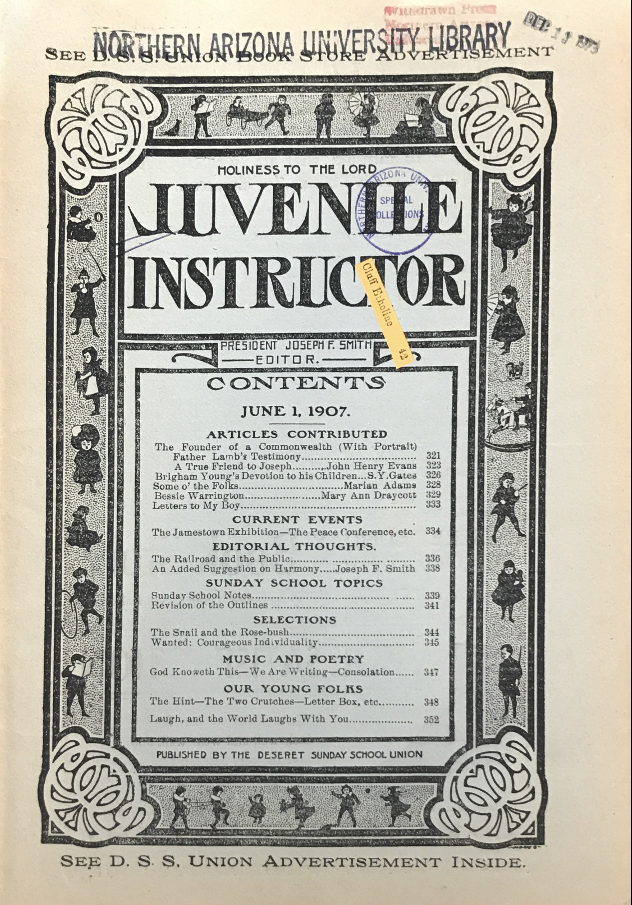 Withdrawn From
NORTHERN ARIZONA UNIVERSITY LIBRARY
SEE D. S. S. UNION BOOK STORE ADVERTISEMENT
HOLINESS TO THE LORD
JUVENILE
INSTRUCTOR
SPECIAL
COLLECTIONS
PRESIDENT JOSEPH F. SMITH
EDITOR.
CONTENTS
JUNE 1, 1907.
ARTICLES CONTRIBUTED
The Founder of a Commonwealth (With Portrait)
Father Lamb's Testimony 321
A True Friend to Joseph John Henry Evans 323
Brigham Young's Devotion to his Children S. Y. Gates 326
Some o' the Folks Marian Adams 328
Bessie Warrington Mary Ann Draycott 329
Letters to My Boy 333
CURRENT EVENTS
The Jamestown Exhibition—The Peace Conference, etc. 334
EDITORIAL THOUGHTS.
The Railroad and the Public 336
An Added Suggestion on Harmony Joseph F. Smith 338
SUNDAY SCHOOL TOPICS
Sunday School Notes 339
Revision of the Outlines 341
SELECTIONS
The Snail and the Rose-bush 344
Wanted: Courageous Individuality 345
MUSIC AND POETRY
God Knoweth This—We Are Writing—Consolation 347
OUR YOUNG FOLKS
The Hint—The Two Crutches—Letter Box, etc. 348
Laugh, and the World Laughs With You 352
PUBLISHED BY THE DESERET SUNDAY SCHOOL UNION
SEE D. S. S. UNION ADVERTISEMENT INSIDE.